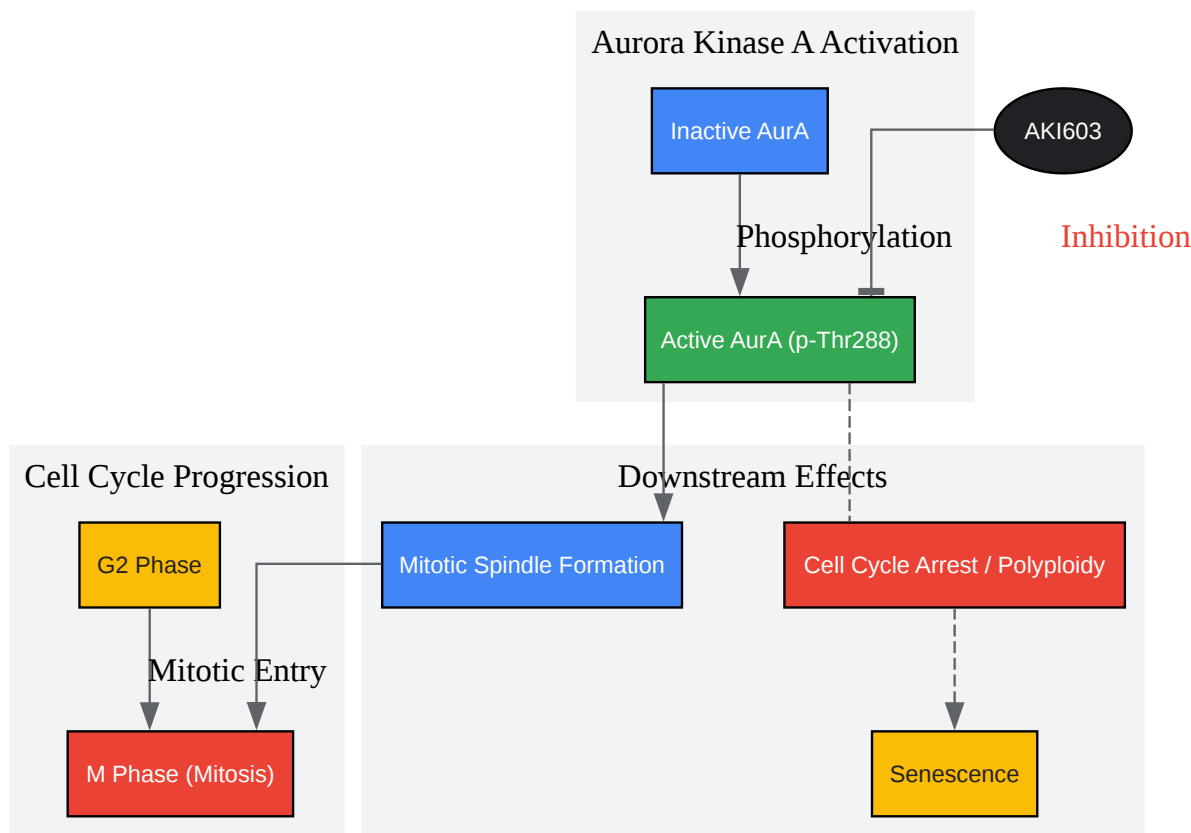 Aurora Kinase A Activation
Inactive AurA
AKI603
Phosphorylation
Inhibition
Active AurA (p-Thr288)
Cell Cycle Progression
Downstream Effects
G2 Phase
Mitotic Spindle Formation
Cell Cycle Arrest / Polyploidy
Mitotic Entry
M Phase (Mitosis)
Senescence